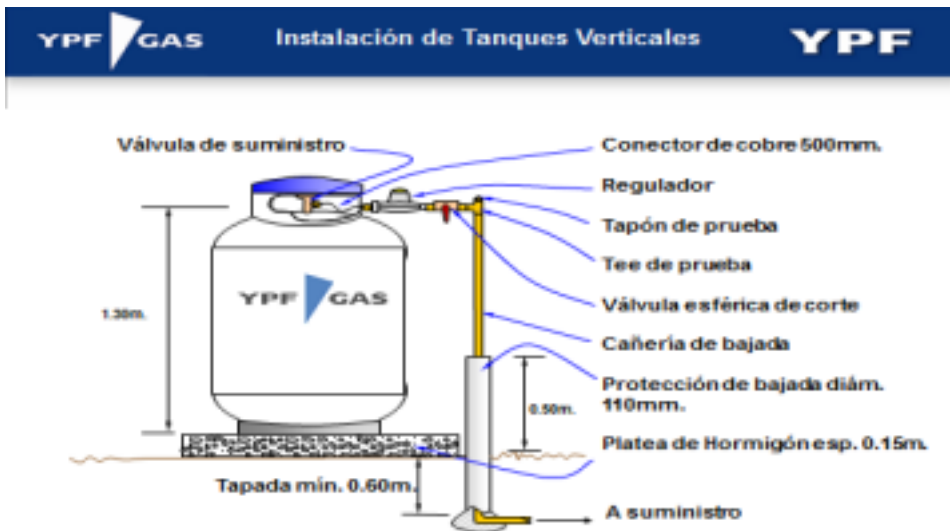 YPF GAS
Instalación de Tanques Verticales
YPF
Válvula de suministro
Conector de cobre 500mm.
Regulador
Tapón de prueba
Tee de prueba
YPF GAS
Válvula esférica de corte
1.30m.
Cañería de bajada
Protección de bajada diám.
110mm.
0.50m.
Platea de Hormigón esp. 0.15m.
Tapada mín. 0.60m.
A suministro